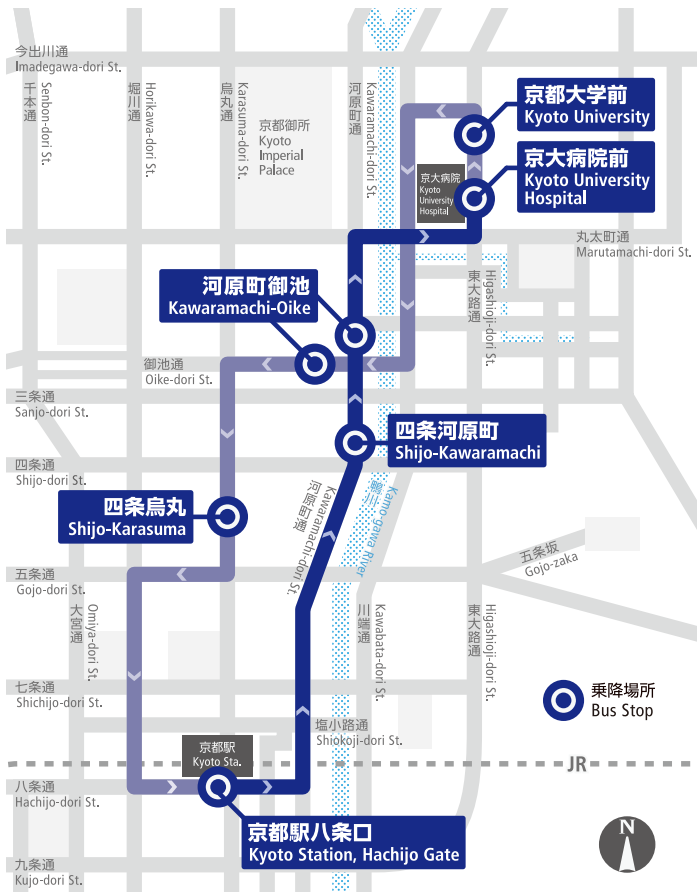 今出川通
Imadegawa-dori St.
千本通
Senbon-dori St.
堀川通
Horikawa-dori St.
烏丸通
Karasuma-dori St.
京都御所
Kyoto
Imperial
Palace
河原町通
Kawaramachi-dori St.
京都大学前
Kyoto University
京大病院
Kyoto
University
Hospital
京大病院前
Kyoto University
Hospital
丸太町通
Marutamachi-dori St.
東大路通
Higashioji-dori St.
河原町御池
Kawaramachi-Oike
御池通
Oike-dori St.
三条通
Sanjo-dori St.
四条河原町
Shijo-Kawaramachi
四条通
Shijo-dori St.
四条烏丸
Shijo-Karasuma
河原町通
Kawaramachi-dori St.
鴨川
Kamo-gawa River
五条坂
Gojo-zaka
五条通
Gojo-dori St.
大宮通
Omiya-dori St.
川端通
Kawabata-dori St.
東大路通
Higashioji-dori St.
七条通
Shichijo-dori St.
乗降場所
Bus Stop
塩小路通
Shiokoji-dori St.
京都駅
Kyoto Sta.
JR
八条通
Hachijo-dori St.
京都駅八条口
Kyoto Station, Hachijo Gate
N
九条通
Kujo-dori St.